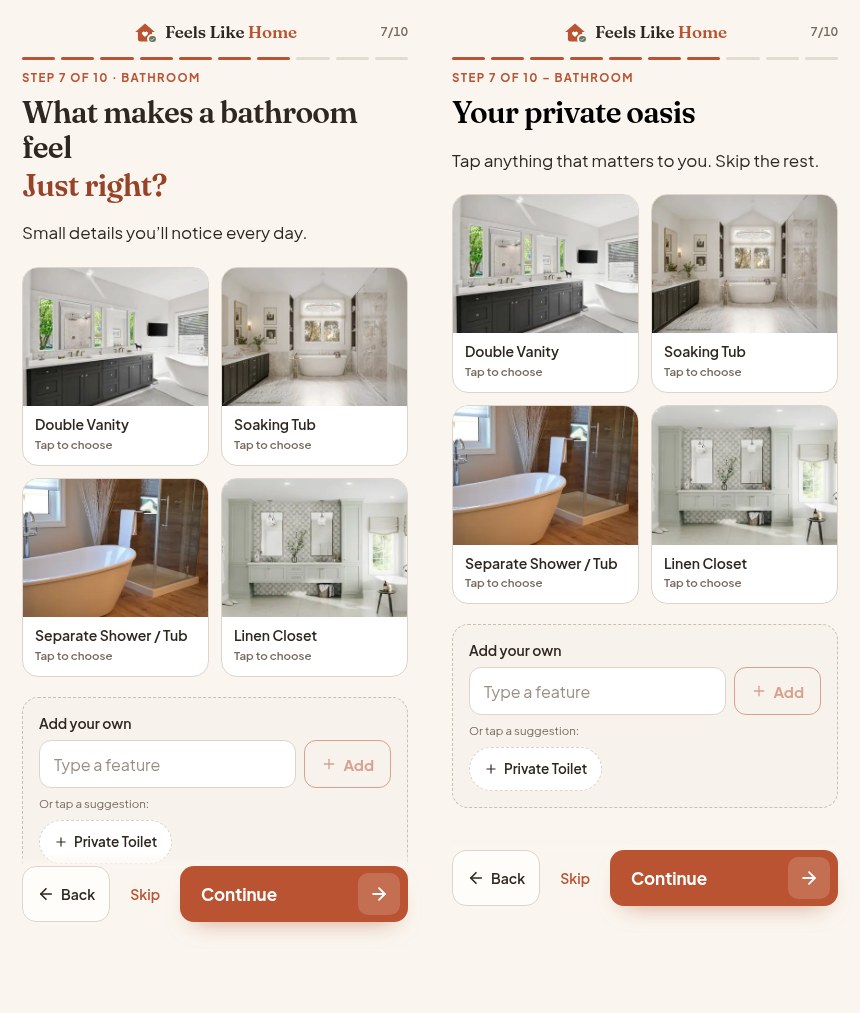 Feels Like Home
7/10
STEP 7 OF 10 · BATHROOM
What makes a bathroom
feel
Just right?
Small details you’ll notice every day.
Double Vanity
Tap to choose
Soaking Tub
Tap to choose
Separate Shower / Tub
Tap to choose
Linen Closet
Tap to choose
Add your own
Type a feature
+ Add
Or tap a suggestion:
+ Private Toilet
← Back
Skip
Continue →
Feels Like Home
7/10
STEP 7 OF 10 – BATHROOM
Your private oasis
Tap anything that matters to you. Skip the rest.
Double Vanity
Tap to choose
Soaking Tub
Tap to choose
Separate Shower / Tub
Tap to choose
Linen Closet
Tap to choose
Add your own
Type a feature
+ Add
Or tap a suggestion:
+ Private Toilet
← Back
Skip
Continue →